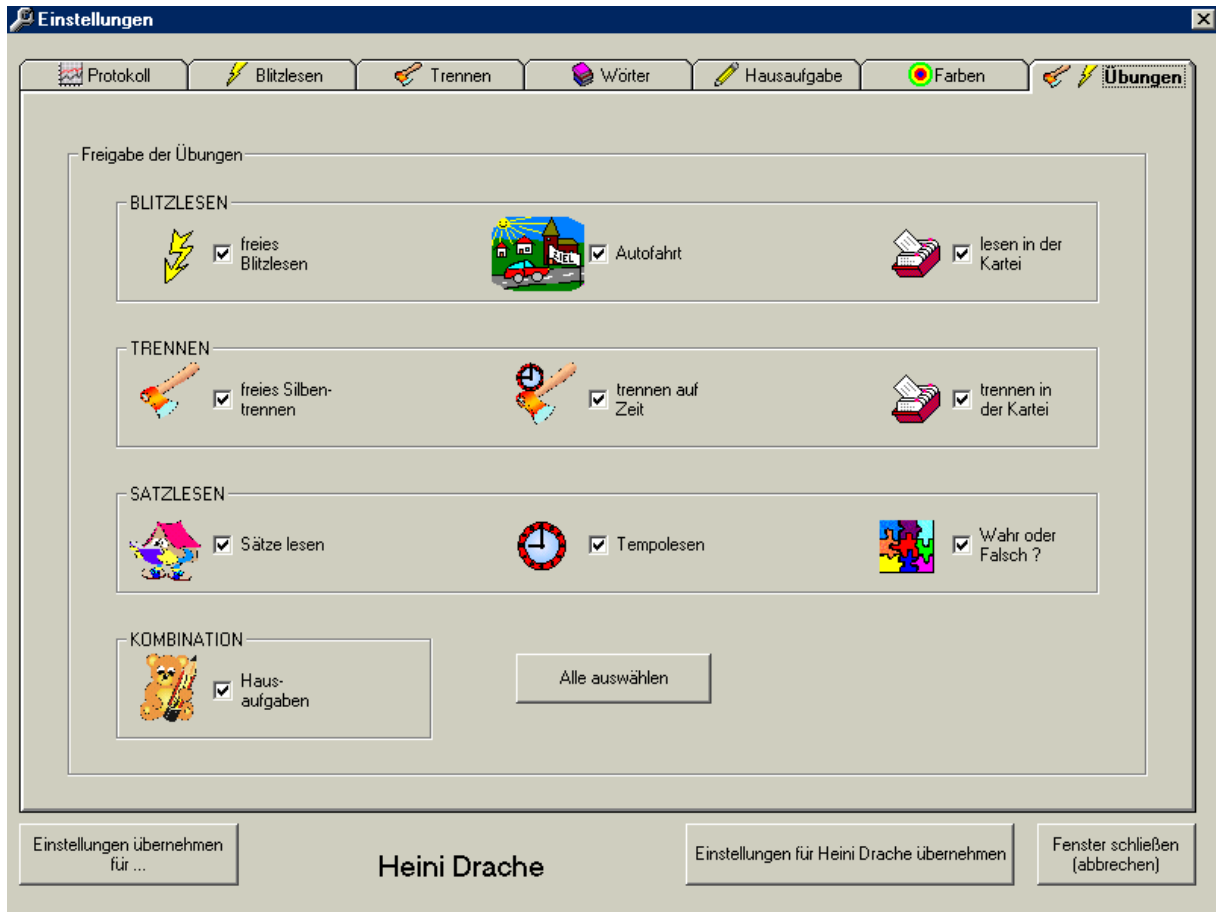 Einstellungen
Protokoll
Blitzlesen
Trennen
Wörter
Hausaufgabe
Farben
Übungen
Freigabe der Übungen
BLITZLESEN
freies
Blitzlesen
ZIEL
Autofahrt
lesen in der
Kartei
TRENNEN
freies Silben-
trennen
trennen auf
Zeit
trennen in
der Kartei
SATZLESEN
Sätze lesen
Tempolesen
Wahr oder
Falsch ?
KOMBINATION
Haus-
aufgaben
Alle auswählen
Einstellungen übernehmen
für ...
Heini Drache
Einstellungen für Heini Drache übernehmen
Fenster schließen
(abbrechen)